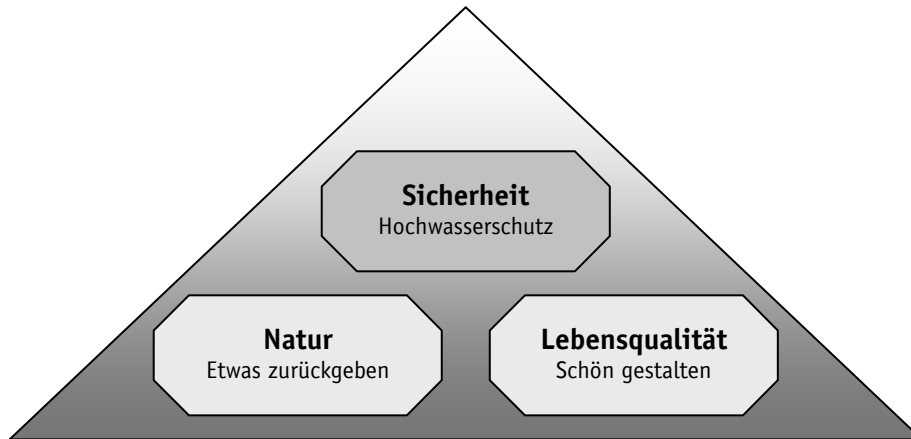 Sicherheit
Hochwasserschutz
Natur
Etwas zurückgeben
Lebensqualität
Schön gestalten